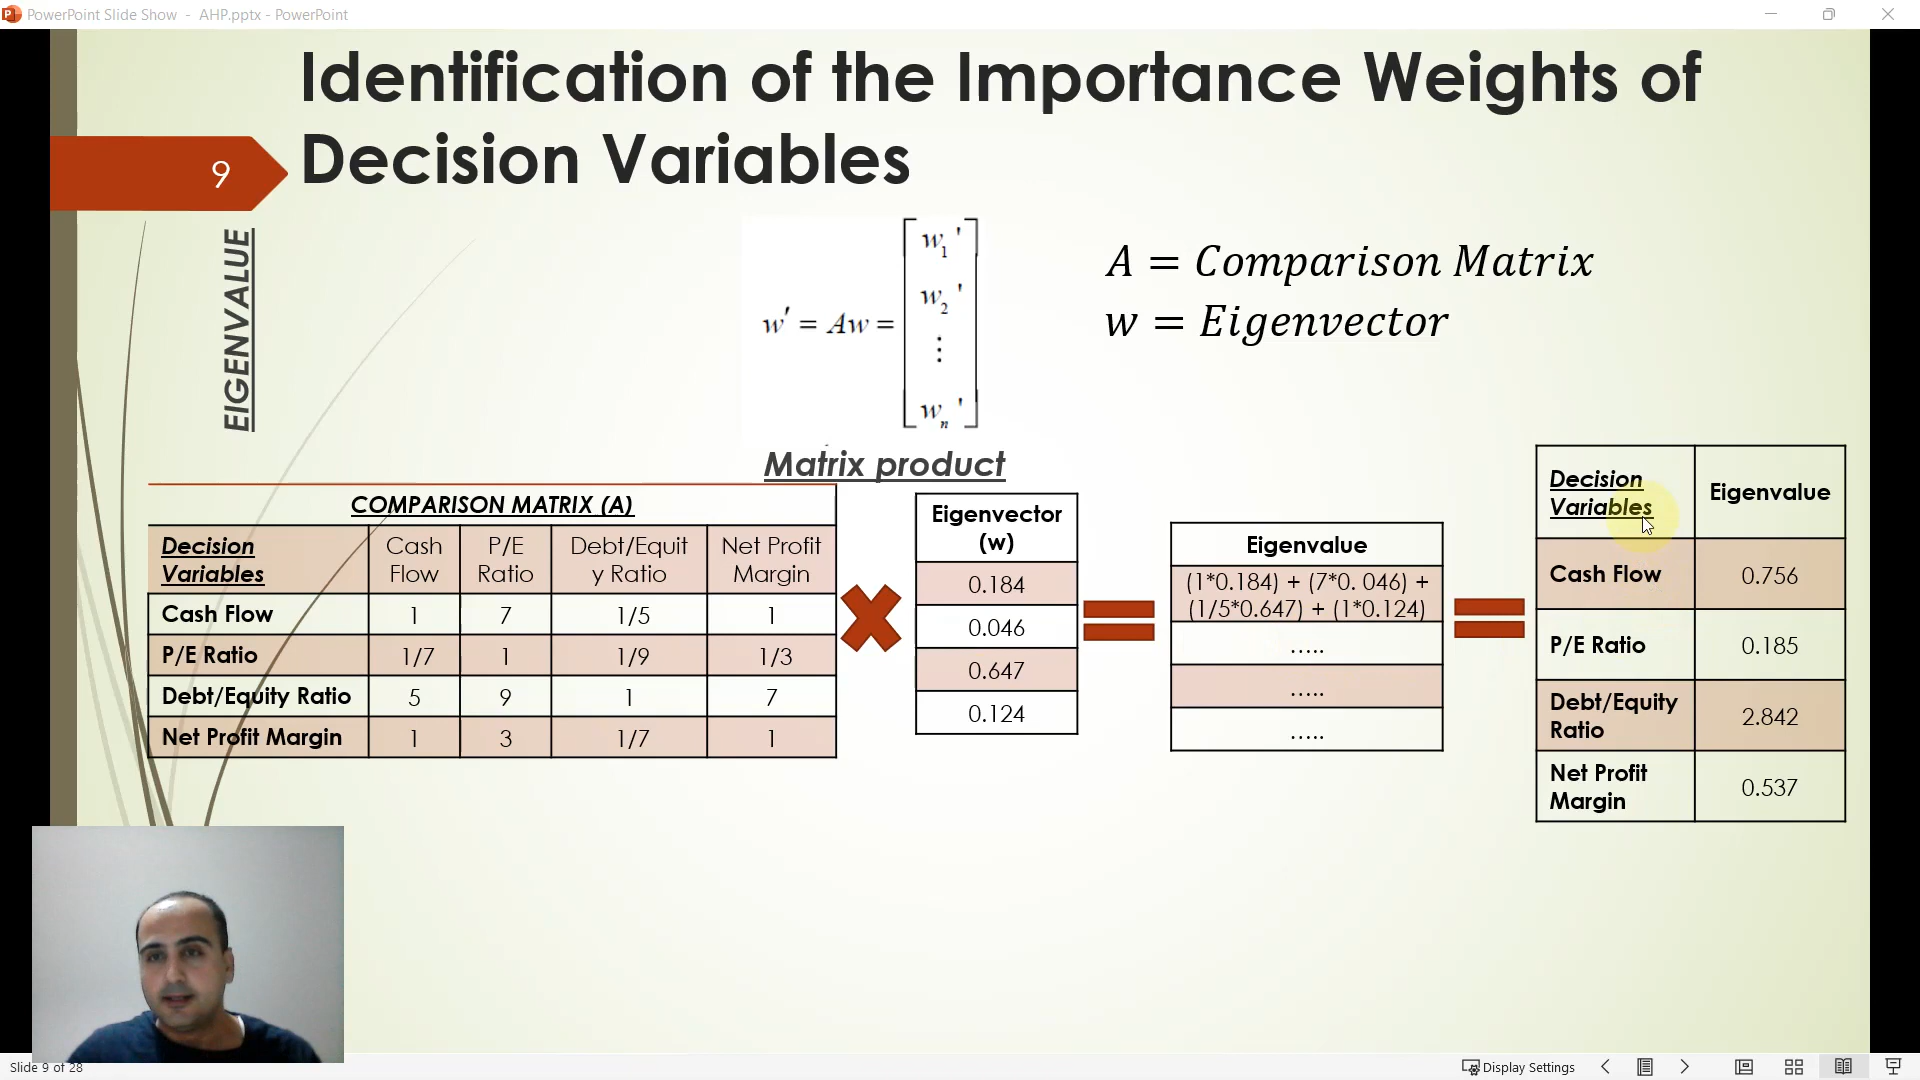 PowerPoint Slide Show - AHP.pptx - PowerPoint
Identification of the Importance Weights of
Decision Variables
9
EIGENVALUE
w' = Aw =
w1 '
w2 '
⋮
wn '
A = Comparison Matrix
w = Eigenvector
Matrix product
COMPARISON MATRIX (A)
Decision Variables Cash Flow P/E Ratio Debt/Equit y Ratio Net Profit Margin
Cash Flow 1 7 1/5 1
P/E Ratio 1/7 1 1/9 1/3
Debt/Equity Ratio 5 9 1 7
Net Profit Margin 1 3 1/7 1
Eigenvector
(w)
0.184
0.046
0.647
0.124
Eigenvalue
(1*0.184) + (7*0. 046) +
(1/5*0.647) + (1*0.124)
…..
…..
…..
Decision Variables Eigenvalue
Cash Flow 0.756
P/E Ratio 0.185
Debt/Equity Ratio 2.842
Net Profit Margin 0.537
Slide 9 of 28
Display Settings